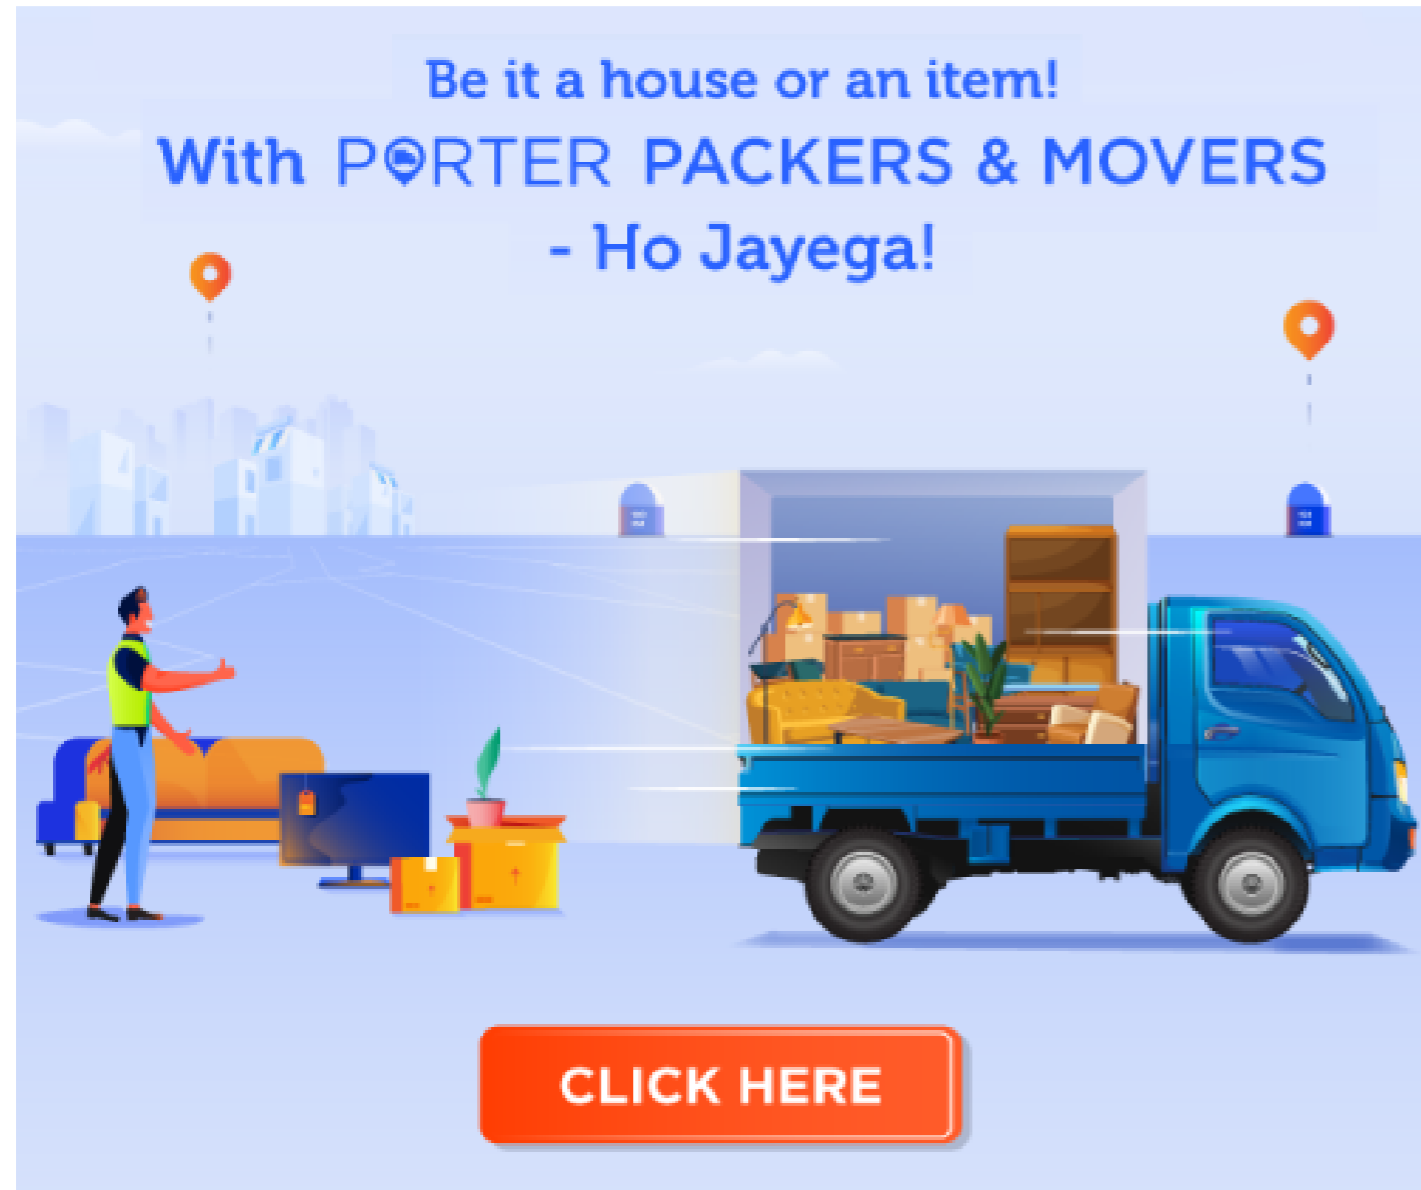 Be it a house or an item!
With PORTER PACKERS & MOVERS
- Ho Jayega!
CLICK HERE